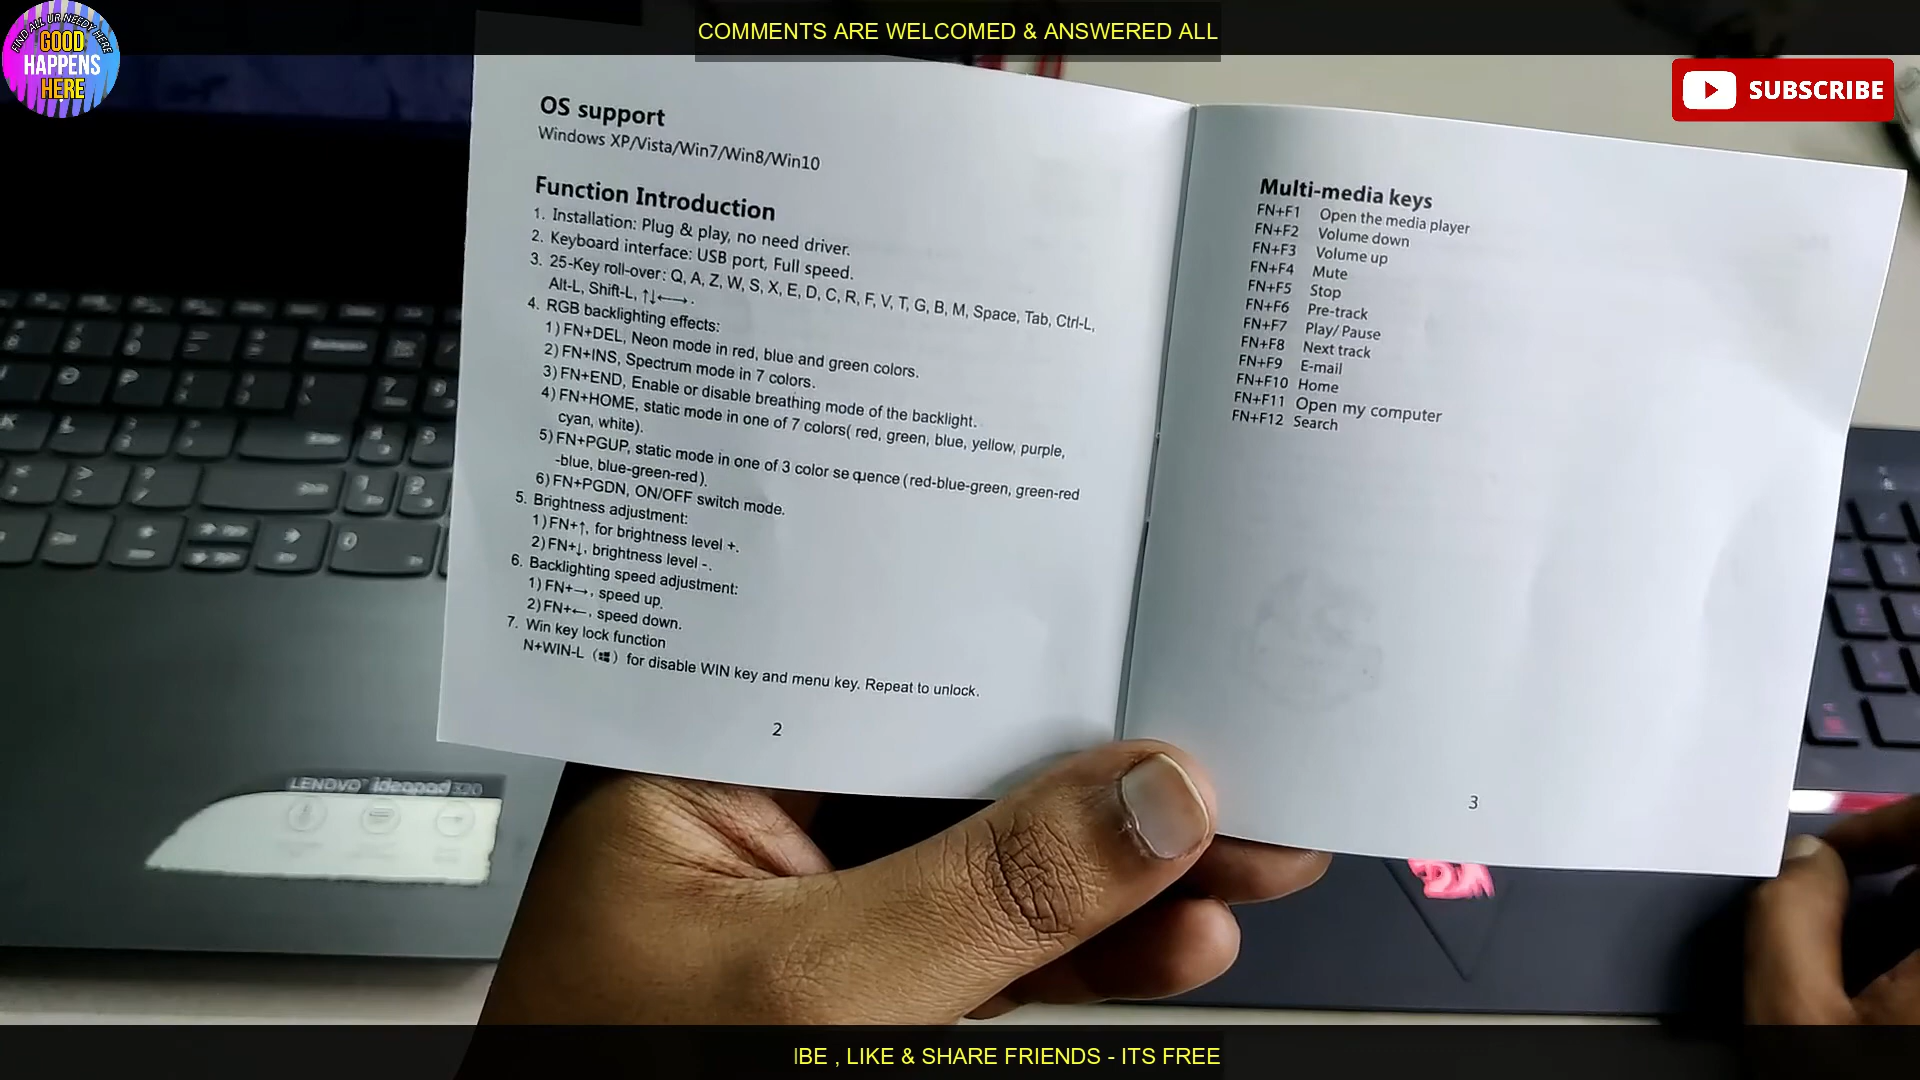 COMMENTS ARE WELCOMED & ANSWERED ALL
FIND ALL UR NEEDY HERE
GOOD
HAPPENS
HERE
SUBSCRIBE
OS support
Windows XP/Vista/Win7/Win8/Win10
Function Introduction
1. Installation: Plug & play, no need driver.
2. Keyboard interface: USB port, Full speed.
3. 25-Key roll-over: Q, A, Z, W, S, X, E, D, C, R, F, V, T, G, B, M, Space, Tab, Ctrl-L,
Alt-L, Shift-L, ↑↓←→.
4. RGB backlighting effects:
1) FN+DEL, Neon mode in red, blue and green colors.
2) FN+INS, Spectrum mode in 7 colors.
3) FN+END, Enable or disable breathing mode of the backlight.
4) FN+HOME, static mode in one of 7 colors( red, green, blue, yellow, purple,
cyan, white).
5) FN+PGUP, static mode in one of 3 color se quence (red-blue-green, green-red
-blue, blue-green-red).
6) FN+PGDN, ON/OFF switch mode.
5. Brightness adjustment:
1) FN+↑, for brightness level +.
2) FN+↓, brightness level -.
6. Backlighting speed adjustment:
1) FN+→, speed up.
2) FN+←, speed down.
7. Win key lock function
N+WIN-L ( ) for disable WIN key and menu key. Repeat to unlock.
2
Multi-media keys
FN+F1 Open the media player
FN+F2 Volume down
FN+F3 Volume up
FN+F4 Mute
FN+F5 Stop
FN+F6 Pre-track
FN+F7 Play/ Pause
FN+F8 Next track
FN+F9 E-mail
FN+F10 Home
FN+F11 Open my computer
FN+F12 Search
3
LENOVO ideapad 320
IBE , LIKE & SHARE FRIENDS - ITS FREE